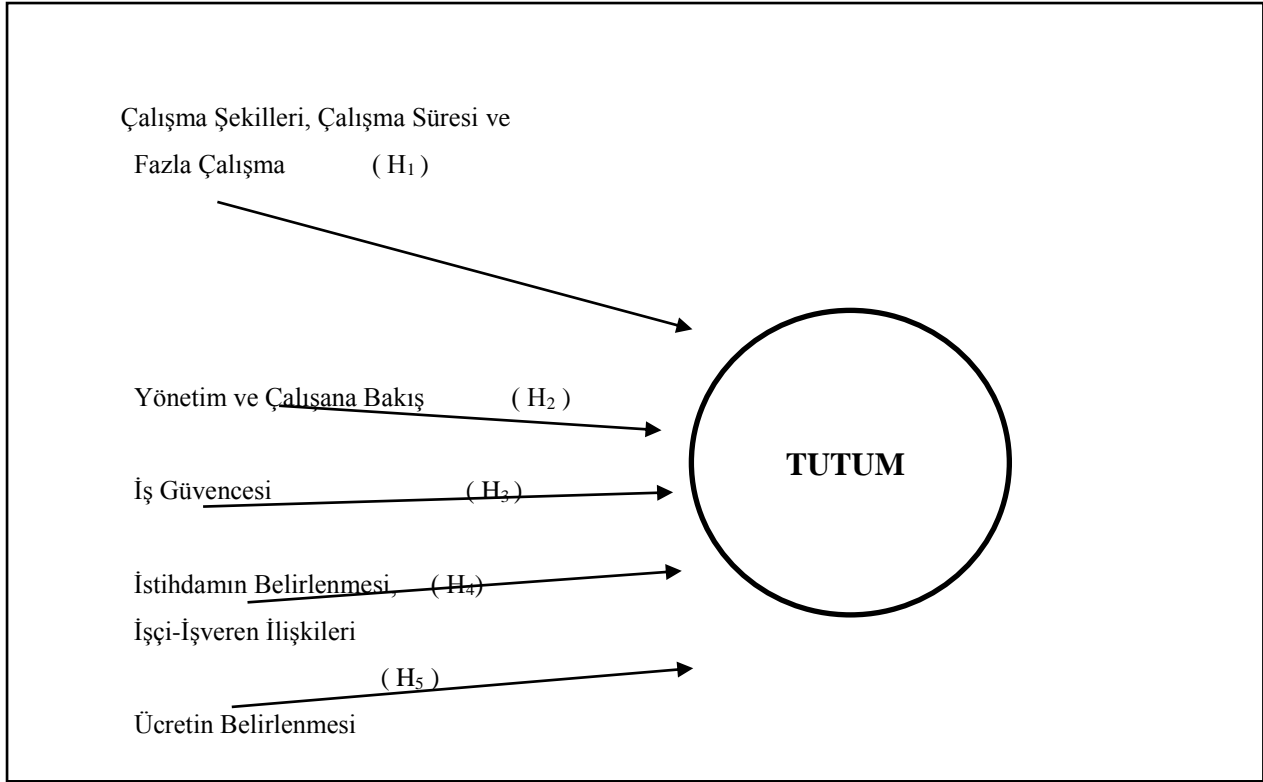 Çalışma Şekilleri, Çalışma Süresi ve
Fazla Çalışma ( H₁ )
Yönetim ve Çalışana Bakış ( H₂ )
TUTUM
İş Güvencesi ( H₃ )
İstihdamın Belirlenmesi, ( H₄)
İşçi-İşveren İlişkileri
( H₅ )
Ücretin Belirlenmesi